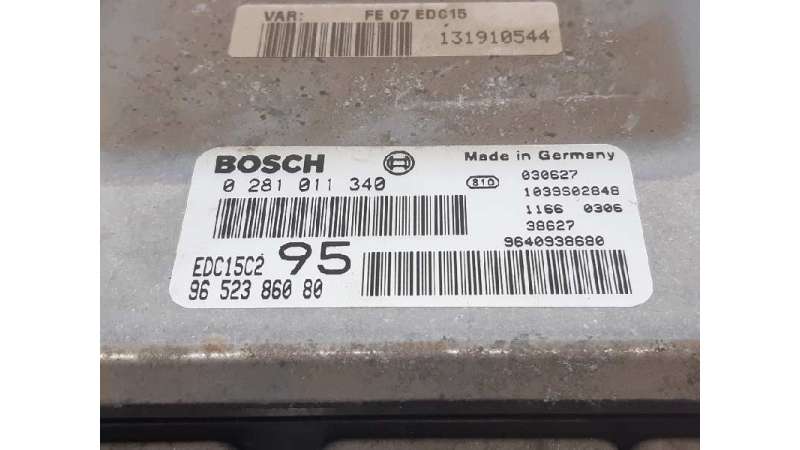 VAR: FE 07 EDC15
131910544
BOSCH
Made in Germany
0 281 011 340
810
030627
1039S02848
1166 0306
38627
9640938680
EDC15C2 95
96 523 860 80